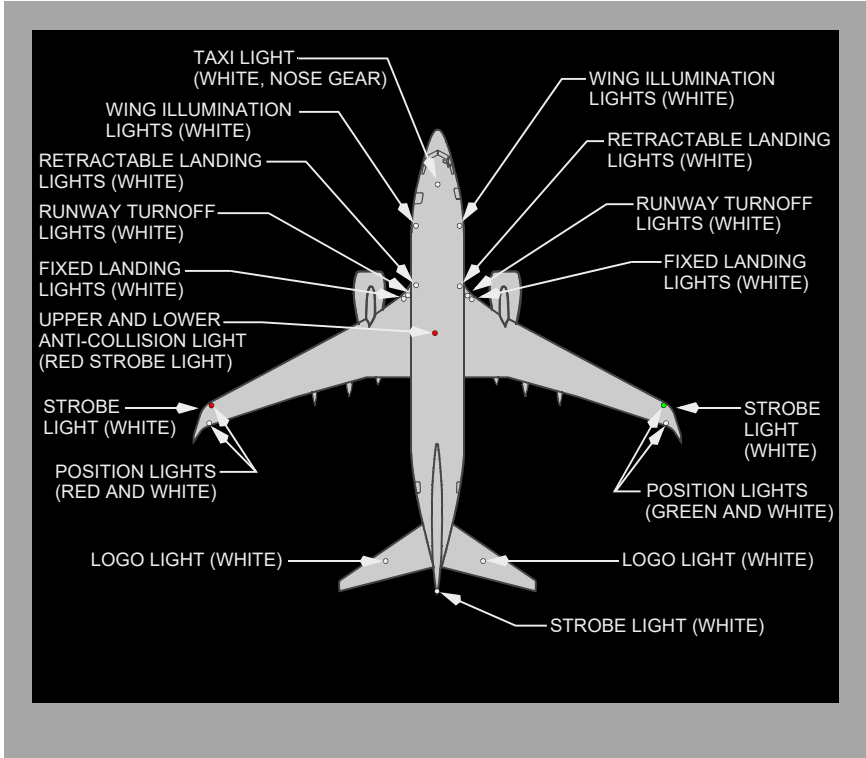 TAXI LIGHT
(WHITE, NOSE GEAR)
WING ILLUMINATION
LIGHTS (WHITE)
WING ILLUMINATION
LIGHTS (WHITE)
RETRACTABLE LANDING
LIGHTS (WHITE)
RETRACTABLE LANDING
LIGHTS (WHITE)
RUNWAY TURNOFF
LIGHTS (WHITE)
RUNWAY TURNOFF
LIGHTS (WHITE)
FIXED LANDING
LIGHTS (WHITE)
FIXED LANDING
LIGHTS (WHITE)
UPPER AND LOWER
ANTI-COLLISION LIGHT
(RED STROBE LIGHT)
STROBE
LIGHT (WHITE)
STROBE
LIGHT
(WHITE)
POSITION LIGHTS
(RED AND WHITE)
POSITION LIGHTS
(GREEN AND WHITE)
LOGO LIGHT (WHITE)
LOGO LIGHT (WHITE)
STROBE LIGHT (WHITE)